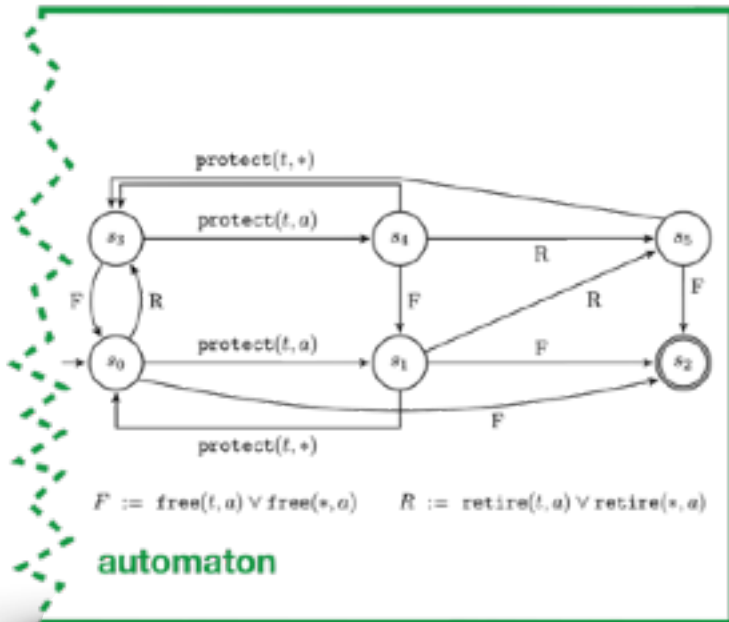 protect(t, *)
s₃ protect(t, a) s₄ R s₅
F R F R F
s₀ protect(t, a) s₁ F s₂
F
protect(t, *)
F := free(t, a) ∨ free(*, a) R := retire(t, a) ∨ retire(*, a)
automaton